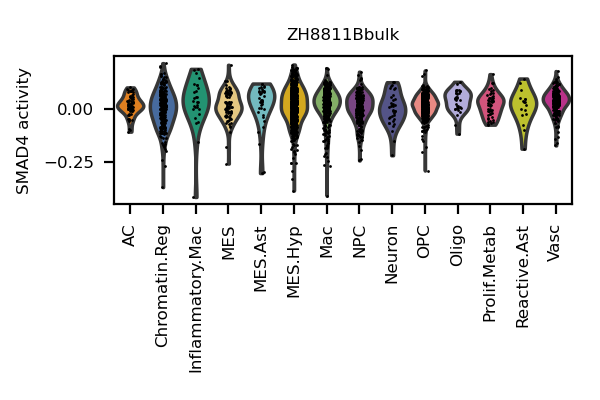 ZH8811Bbulk
SMAD4 activity
0.00
−0.25
AC
Chromatin.Reg
Inflammatory.Mac
MES
MES.Ast
MES.Hyp
Mac
NPC
Neuron
OPC
Oligo
Prolif.Metab
Reactive.Ast
Vasc